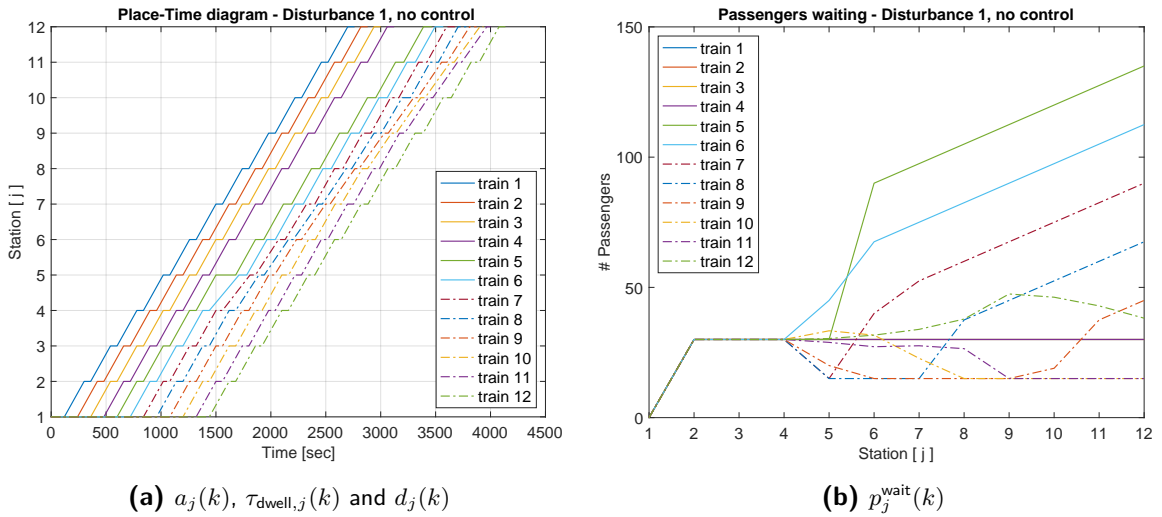 Place-Time diagram - Disturbance 1, no control
12
11
10
9
8
7
6
5
4
3
2
1
Station [ j ]
0 500 1000 1500 2000 2500 3000 3500 4000 4500
Time [sec]
train 1
train 2
train 3
train 4
train 5
train 6
train 7
train 8
train 9
train 10
train 11
train 12
(a) a_j(k), τ_dwell,j(k) and d_j(k)
Passengers waiting - Disturbance 1, no control
150
100
50
0
# Passengers
1 2 3 4 5 6 7 8 9 10 11 12
Station [ j ]
train 1
train 2
train 3
train 4
train 5
train 6
train 7
train 8
train 9
train 10
train 11
train 12
(b) p_j^wait(k)